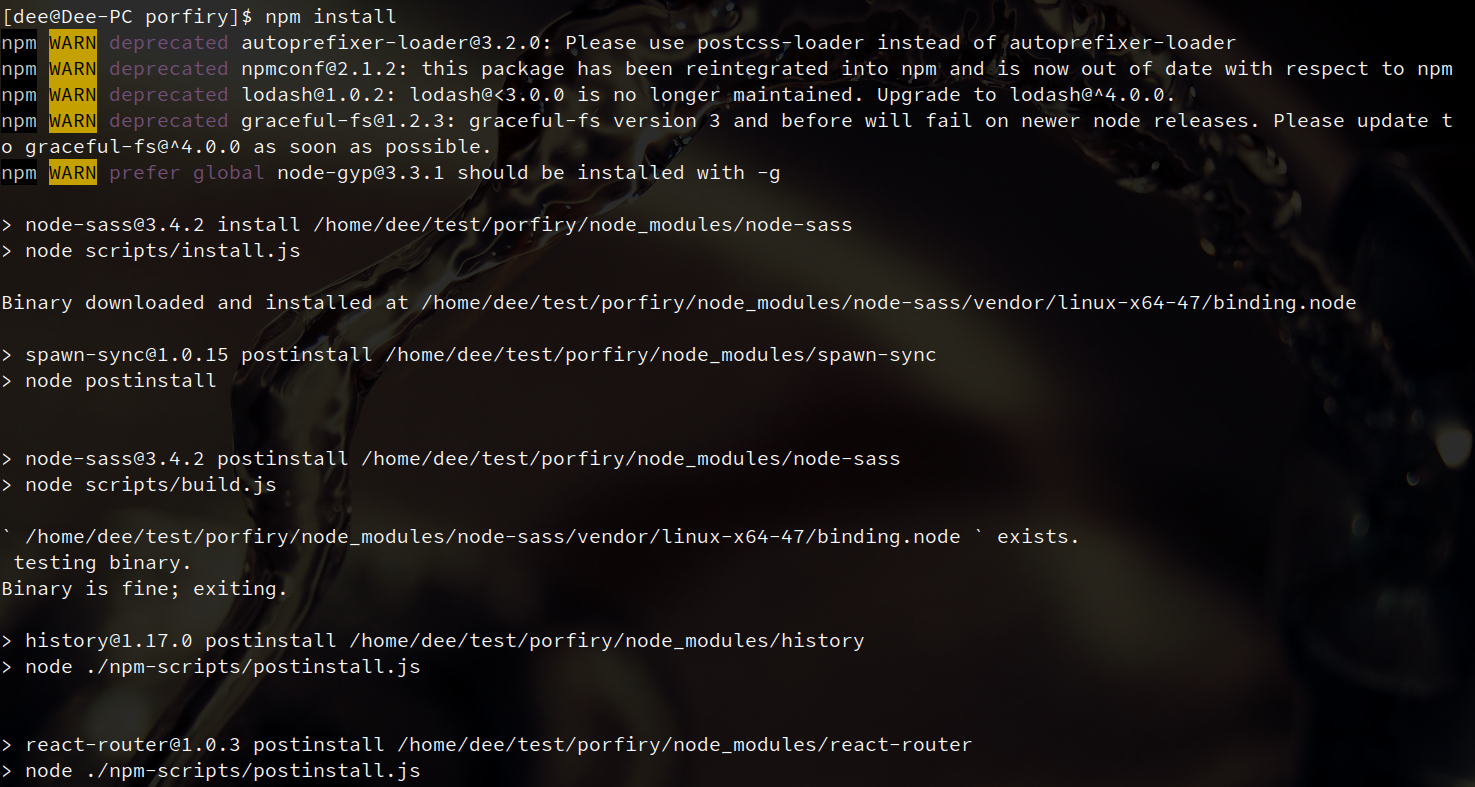 [dee@Dee-PC porfiry]$ npm install
npm WARN deprecated autoprefixer-loader@3.2.0: Please use postcss-loader instead of autoprefixer-loader
npm WARN deprecated npmconf@2.1.2: this package has been reintegrated into npm and is now out of date with respect to npm
npm WARN deprecated lodash@1.0.2: lodash@<3.0.0 is no longer maintained. Upgrade to lodash@^4.0.0.
npm WARN deprecated graceful-fs@1.2.3: graceful-fs version 3 and before will fail on newer node releases. Please update t
o graceful-fs@^4.0.0 as soon as possible.
npm WARN prefer global node-gyp@3.3.1 should be installed with -g
> node-sass@3.4.2 install /home/dee/test/porfiry/node_modules/node-sass
> node scripts/install.js
Binary downloaded and installed at /home/dee/test/porfiry/node_modules/node-sass/vendor/linux-x64-47/binding.node
> spawn-sync@1.0.15 postinstall /home/dee/test/porfiry/node_modules/spawn-sync
> node postinstall
> node-sass@3.4.2 postinstall /home/dee/test/porfiry/node_modules/node-sass
> node scripts/build.js
` /home/dee/test/porfiry/node_modules/node-sass/vendor/linux-x64-47/binding.node ` exists.
testing binary.
Binary is fine; exiting.
> history@1.17.0 postinstall /home/dee/test/porfiry/node_modules/history
> node ./npm-scripts/postinstall.js
> react-router@1.0.3 postinstall /home/dee/test/porfiry/node_modules/react-router
> node ./npm-scripts/postinstall.js